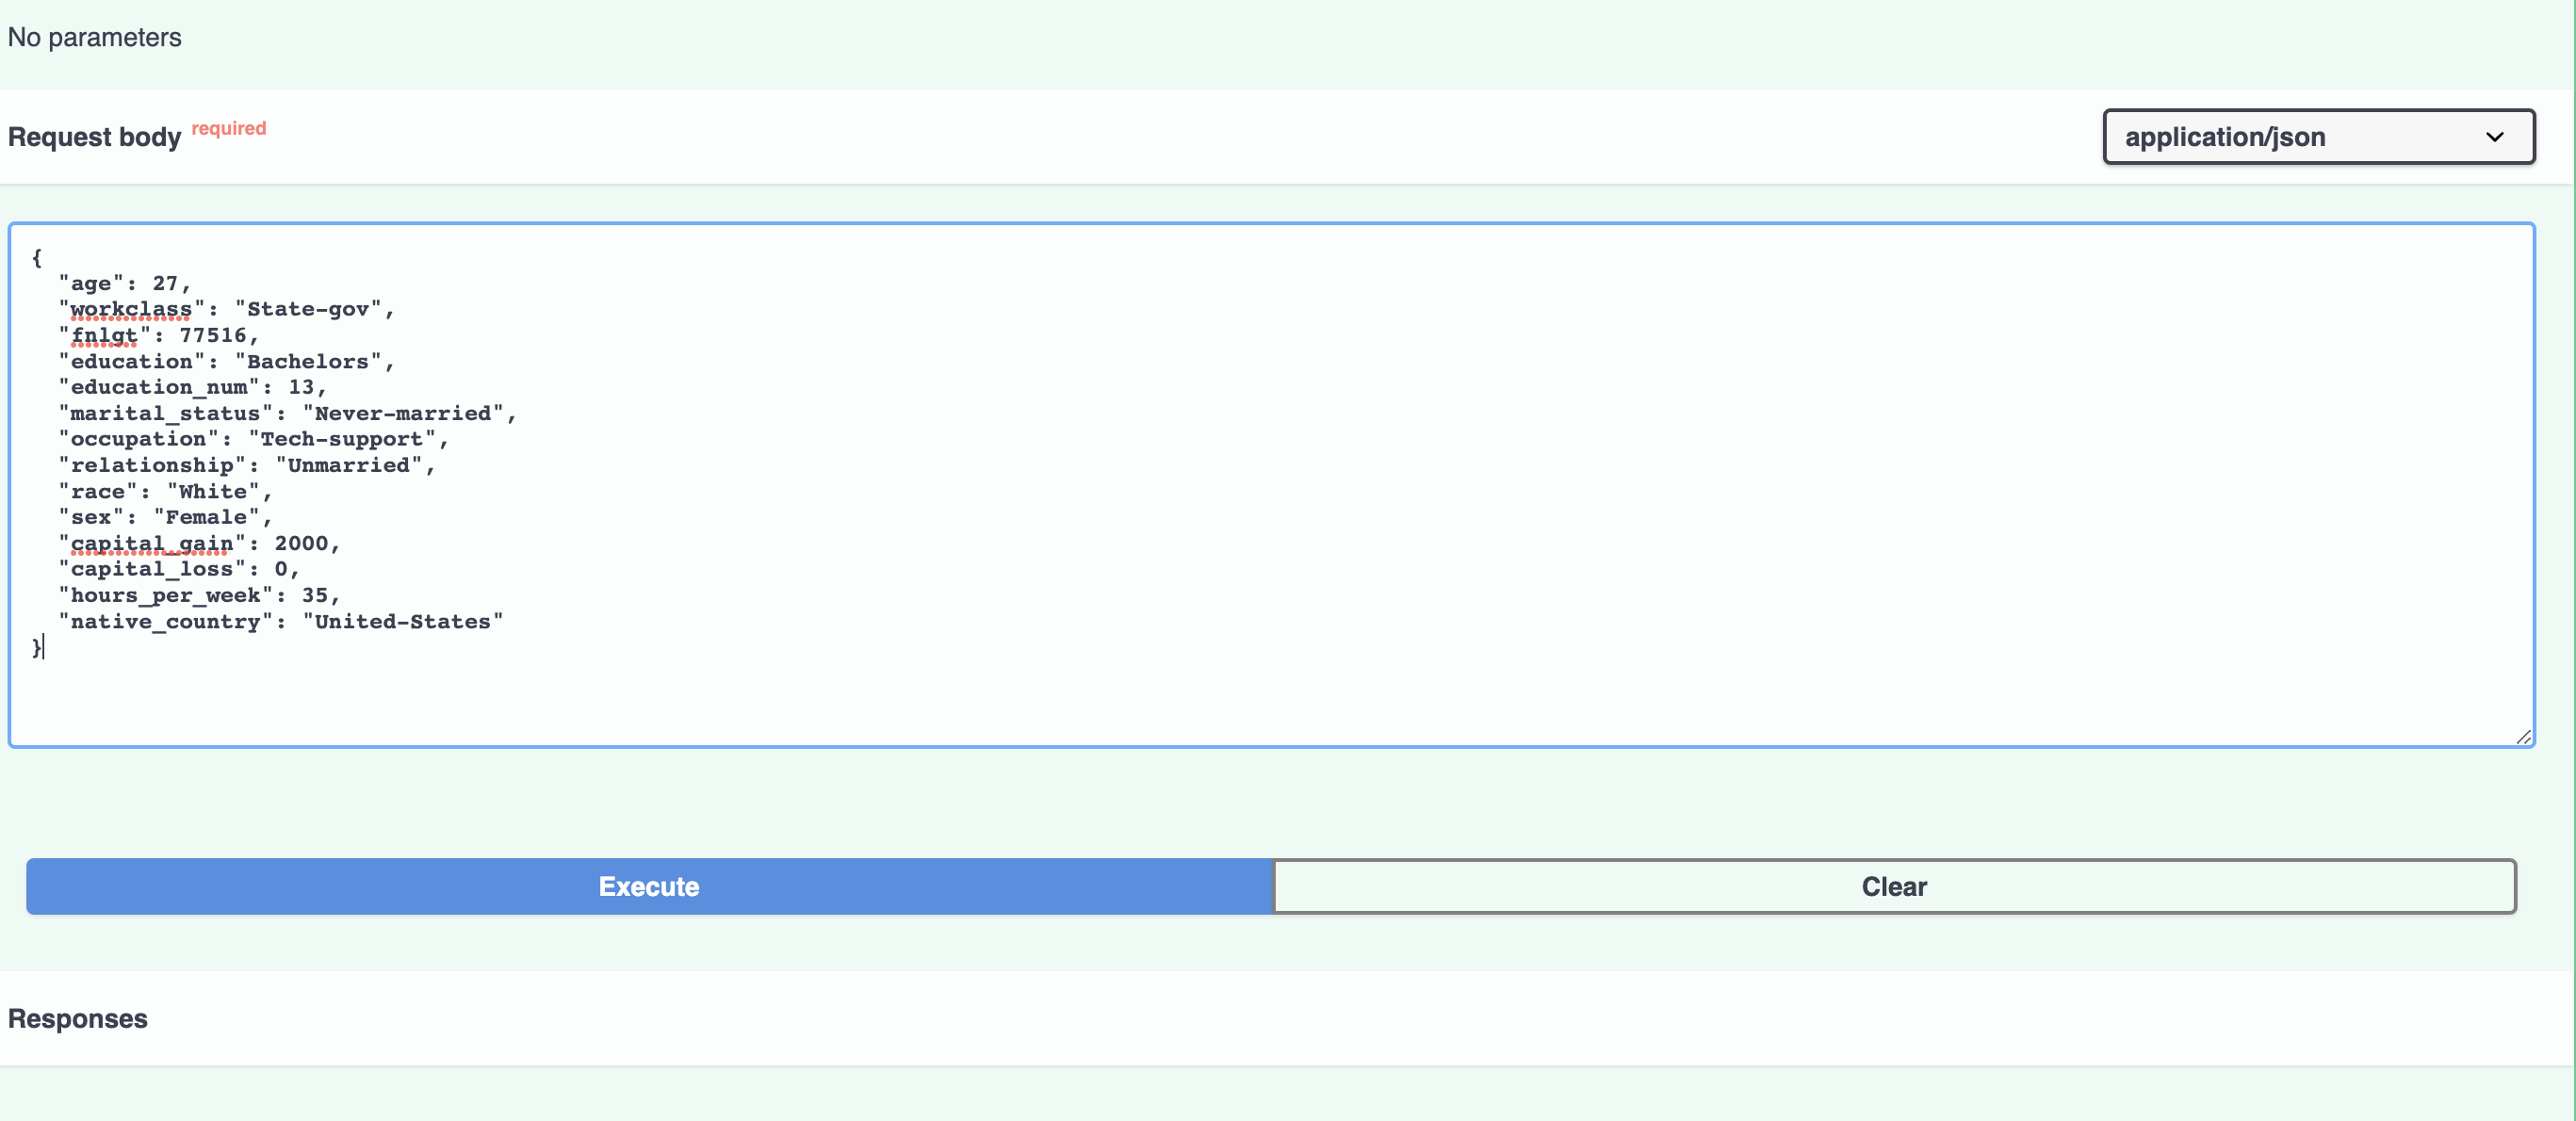 No parameters
Request body required
application/json
{
  "age": 27,
  "workclass": "State-gov",
  "fnlgt": 77516,
  "education": "Bachelors",
  "education_num": 13,
  "marital_status": "Never-married",
  "occupation": "Tech-support",
  "relationship": "Unmarried",
  "race": "White",
  "sex": "Female",
  "capital_gain": 2000,
  "capital_loss": 0,
  "hours_per_week": 35,
  "native_country": "United-States"
}
Execute
Clear
Responses